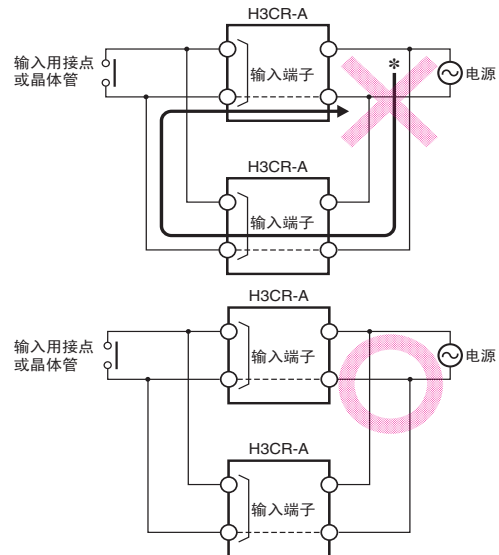 H3CR-A
输入用接点
或晶体管
输入端子
*
电源
H3CR-A
输入端子
H3CR-A
输入用接点
或晶体管
输入端子
电源
H3CR-A
输入端子